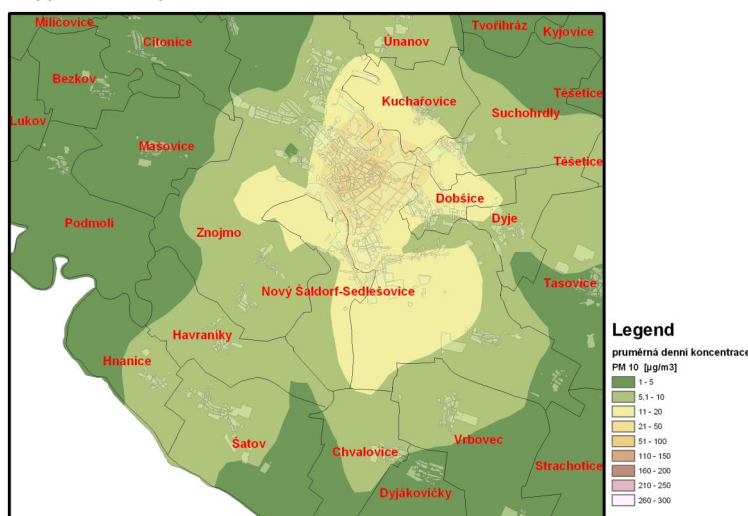 Miličovice
Citonice
Únanov
Tvořihráz
Kyjovice
Bezkov
Kuchařovice
Těšetice
Suchohrdly
Lukov
Mašovice
Těšetice
Dobšice
Podmolí
Znojmo
Dyje
Nový Šaldorf-Sedlešovice
Tasovice
Havraníky
Hnanice
Šatov
Chvalovice
Vrbovec
Strachotice
Dyjákovičky
Legend
pruměrná denní koncentrace
PM 10 [µg/m3]
1 - 5
5,1 - 10
11 - 20
21 - 50
51 - 100
110 - 150
160 - 200
210 - 250
260 - 300